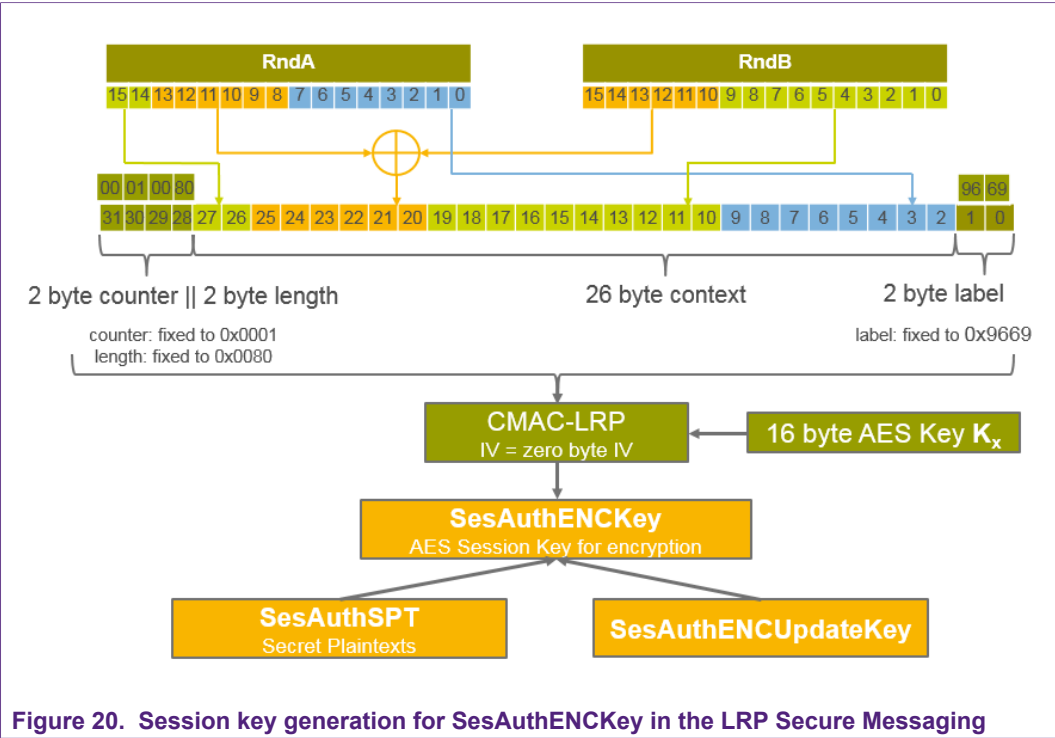 RndA RndB
15 14 13 12 11 10 9 8 7 6 5 4 3 2 1 0 15 14 13 12 11 10 9 8 7 6 5 4 3 2 1 0
00 01 00 80 96 69
31 30 29 28 27 26 25 24 23 22 21 20 19 18 17 16 15 14 13 12 11 10 9 8 7 6 5 4 3 2 1 0
2 byte counter || 2 byte length 26 byte context 2 byte label
counter: fixed to 0x0001 label: fixed to 0x9669
length: fixed to 0x0080
CMAC-LRP
IV = zero byte IV
16 byte AES Key Kx
SesAuthENCKey
AES Session Key for encryption
SesAuthSPT
Secret Plaintexts
SesAuthENCUpdateKey
Figure 20. Session key generation for SesAuthENCKey in the LRP Secure Messaging